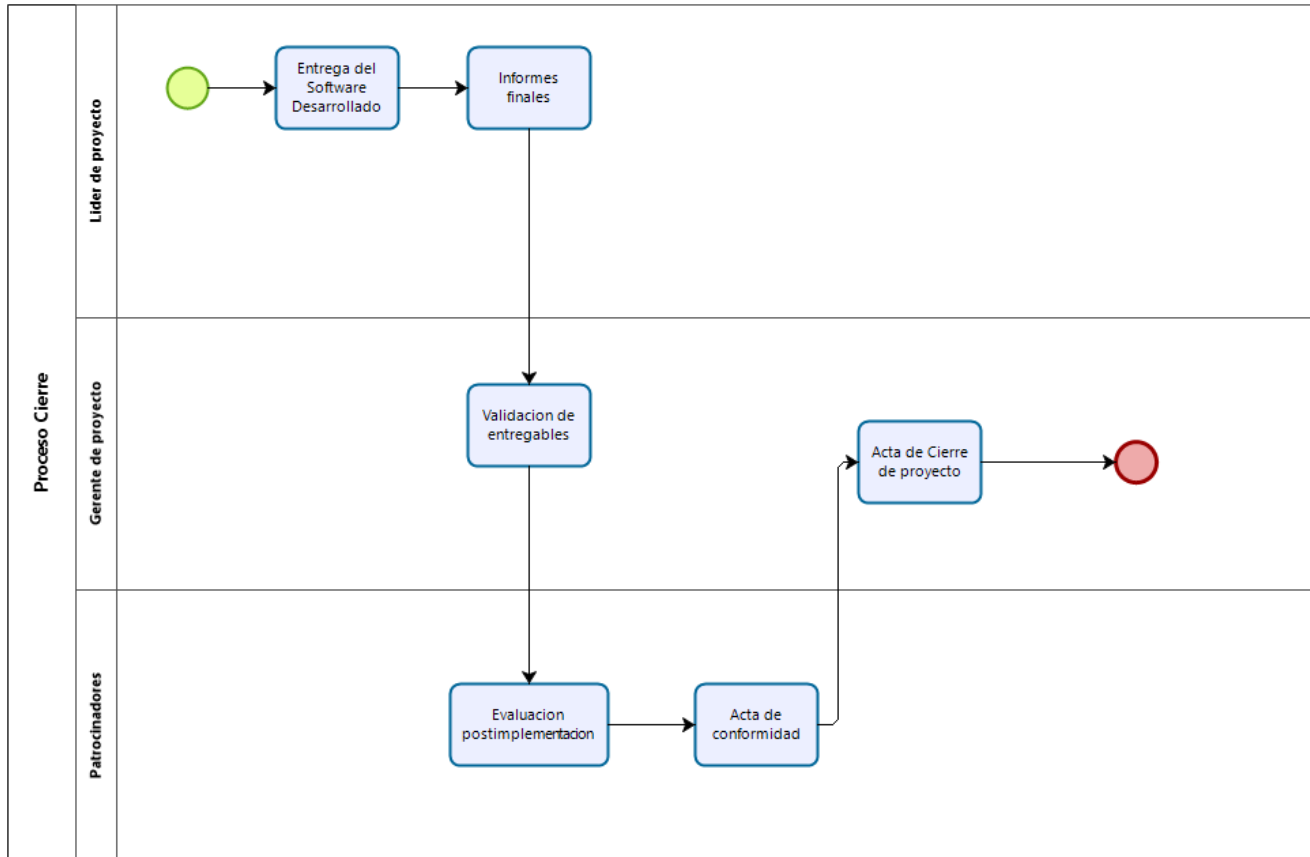 Proceso Cierre
Lider de proyecto
Entrega del
Software
Desarrollado
Informes
finales
Gerente de proyecto
Validacion de
entregables
Acta de Cierre
de proyecto
Patrocinadores
Evaluacion
postimplementacion
Acta de
conformidad